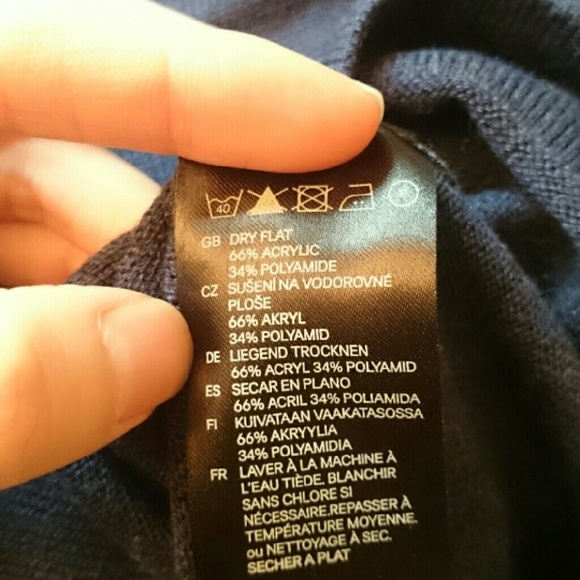 40
GB DRY FLAT
66% ACRYLIC
34% POLYAMIDE
CZ SUŠENÍ NA VODOROVNÉ
PLOŠE
66% AKRYL
34% POLYAMID
DE LIEGEND TROCKNEN
66% ACRYL 34% POLYAMID
ES SECAR EN PLANO
66% ACRIL 34% POLIAMIDA
FI KUIVATAAN VAAKATASOSSA
66% AKRYYLIA
34% POLYAMIDIA
FR LAVER À LA MACHINE À
L'EAU TIÈDE. BLANCHIR
SANS CHLORE SI
NÉCESSAIRE.REPASSER À
TEMPÉRATURE MOYENNE.
ou NETTOYAGE À SEC.
SECHER A PLAT